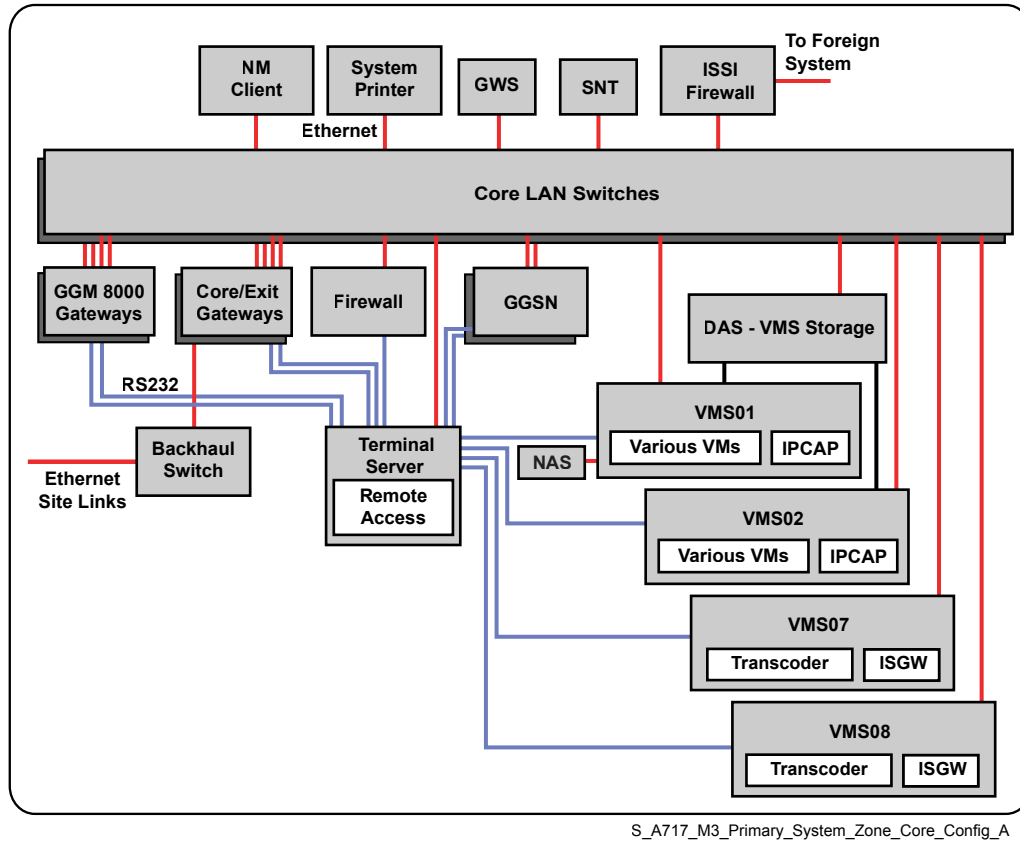 To Foreign
System
NM
Client
System
Printer
GWS
SNT
ISSI
Firewall
Ethernet
Core LAN Switches
GGM 8000
Gateways
Core/Exit
Gateways
Firewall
GGSN
DAS - VMS Storage
RS232
VMS01
Various VMs
IPCAP
Backhaul
Switch
Terminal
Server
Remote
Access
NAS
Ethernet
Site Links
VMS02
Various VMs
IPCAP
VMS07
Transcoder
ISGW
VMS08
Transcoder
ISGW
S_A717_M3_Primary_System_Zone_Core_Config_A